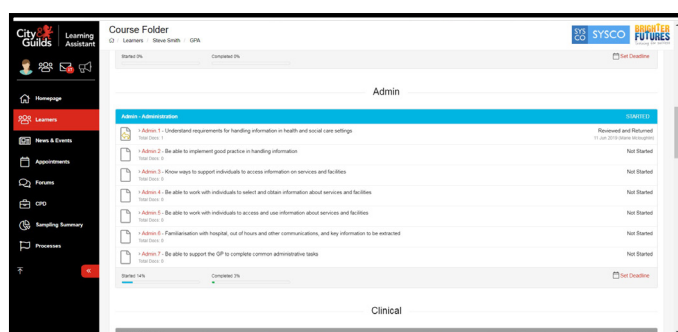 City & Guilds
Learning Assistant
Homepage
Learners
News & Events
Appointments
Forums
CPD
Sampling Summary
Processes
«
Course Folder
Learners / Steve Smith / GPA
SYSCO SYSCO
BRIGHTER FUTURES
Started 0%
Completed 0%
Set Deadline
Admin
Admin - Administration
STARTED
> Admin 1 - Understand requirements for handling information in health and social care settings
Total Docs: 1
Reviewed and Returned
> Admin 2 - Be able to implement good practice in handling information
Total Docs: 0
Not Started
> Admin 3 - Know ways to support individuals to access information on services and facilities
Total Docs: 0
Not Started
> Admin 4 - Be able to work with individuals to select and obtain information about services and facilities
Total Docs: 0
Not Started
> Admin 5 - Be able to work with individuals to access and use information about services and facilities
Total Docs: 0
Not Started
> Admin 6 - Familiarisation with hospital, out of hours and other communications, and key information to be extracted
Total Docs: 0
Not Started
> Admin 7 - Be able to support the GP to complete common administrative tasks
Total Docs: 0
Not Started
Started 14%
Completed 3%
Set Deadline
Clinical